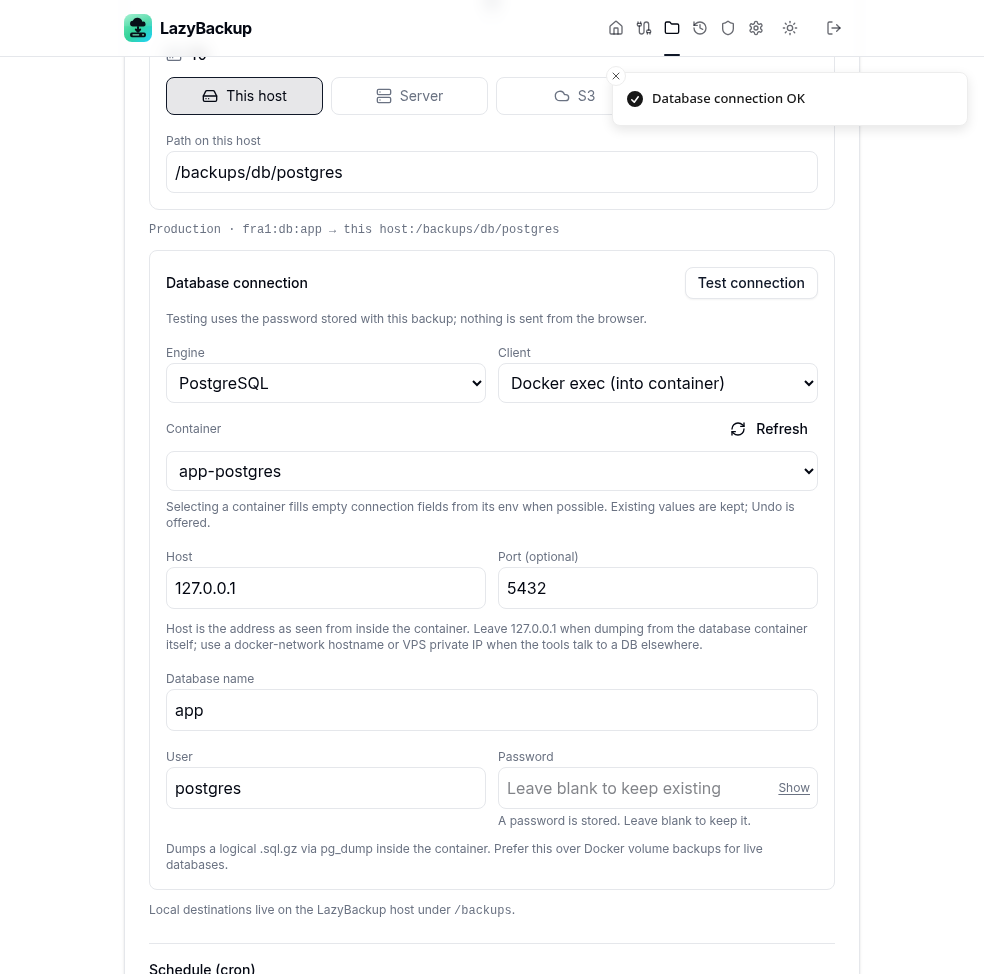 LazyBackup
To
This host
Server
S3
Database connection OK
Path on this host
/backups/db/postgres
Production · fra1:db:app → this host:/backups/db/postgres
Database connection
Test connection
Testing uses the password stored with this backup; nothing is sent from the browser.
Engine
Client
PostgreSQL
Docker exec (into container)
Container
Refresh
app-postgres
Selecting a container fills empty connection fields from its env when possible. Existing values are kept; Undo is
offered.
Host
Port (optional)
127.0.0.1
5432
Host is the address as seen from inside the container. Leave 127.0.0.1 when dumping from the database container
itself; use a docker-network hostname or VPS private IP when the tools talk to a DB elsewhere.
Database name
app
User
Password
postgres
Leave blank to keep existing
Show
A password is stored. Leave blank to keep it.
Dumps a logical .sql.gz via pg_dump inside the container. Prefer this over Docker volume backups for live
databases.
Local destinations live on the LazyBackup host under /backups.
Schedule (cron)